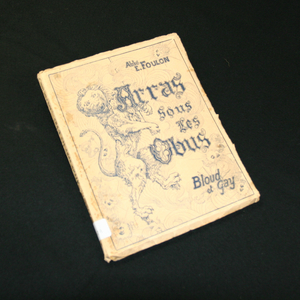 Abbé E. FOULON
Arras
sous
Les
Obus
Bloud
& Gay